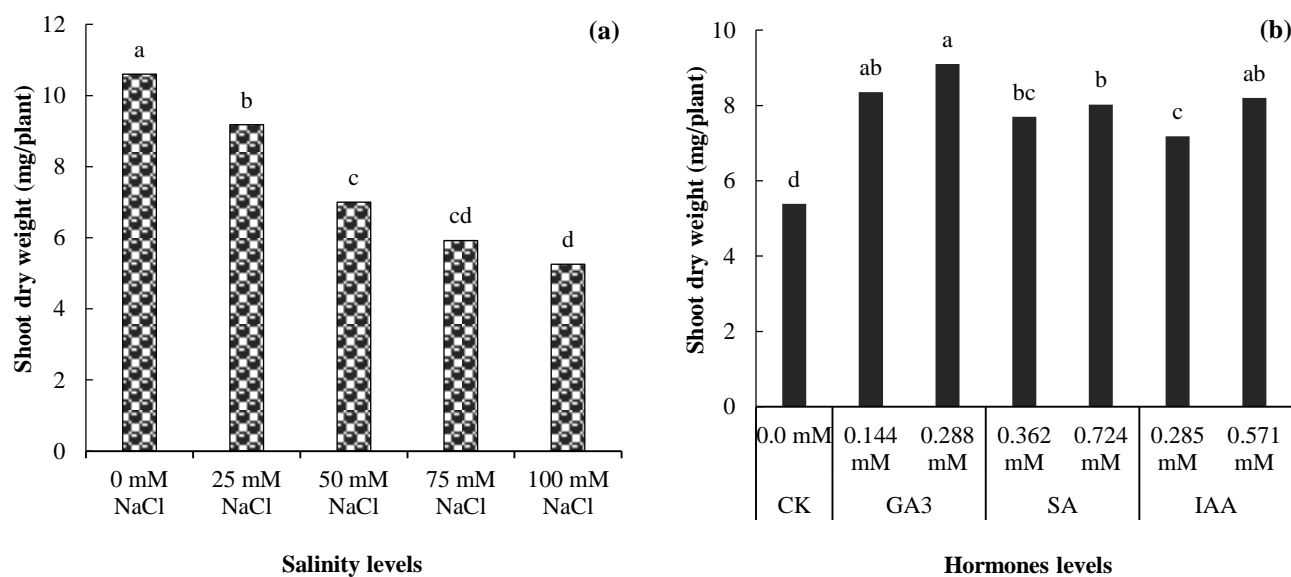 (a)
Shoot dry weight (mg/plant)
12
10
8
6
4
2
0
a
b
c
cd
d
0 mM 25 mM 50 mM 75 mM 100 mM
NaCl NaCl NaCl NaCl NaCl
Salinity levels
(b)
Shoot dry weight (mg/plant)
10
8
6
4
2
0
d
ab
a
bc
b
c
ab
0.0 mM 0.144 0.288 0.362 0.724 0.285 0.571
mM mM mM mM mM mM
CK GA3 SA IAA
Hormones levels